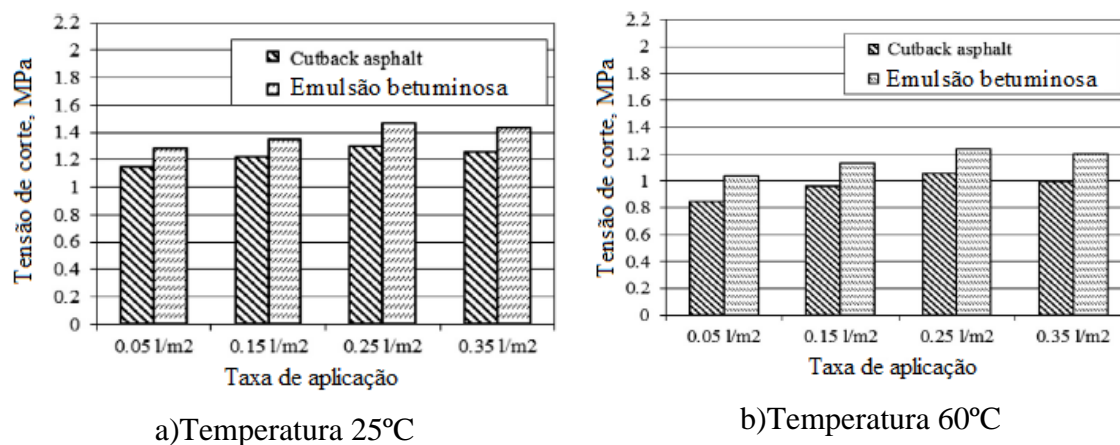 2.2
2
1.8
1.6
1.4
1.2
1
0.8
0.6
0.4
0.2
0
Tensão de corte, MPa
Cutback asphalt
Emulsão betuminosa
0.05 l/m2 0.15 l/m2 0.25 l/m2 0.35 l/m2
Taxa de aplicação
a)Temperatura 25ºC
2.2
2
1.8
1.6
1.4
1.2
1
0.8
0.6
0.4
0.2
0
Tensão de corte, MPa
Cutback asphalt
Emulsão betuminosa
0.05 l/m2 0.15 l/m2 0.25 l/m2 0.35 l/m2
Taxa de aplicação
b)Temperatura 60ºC